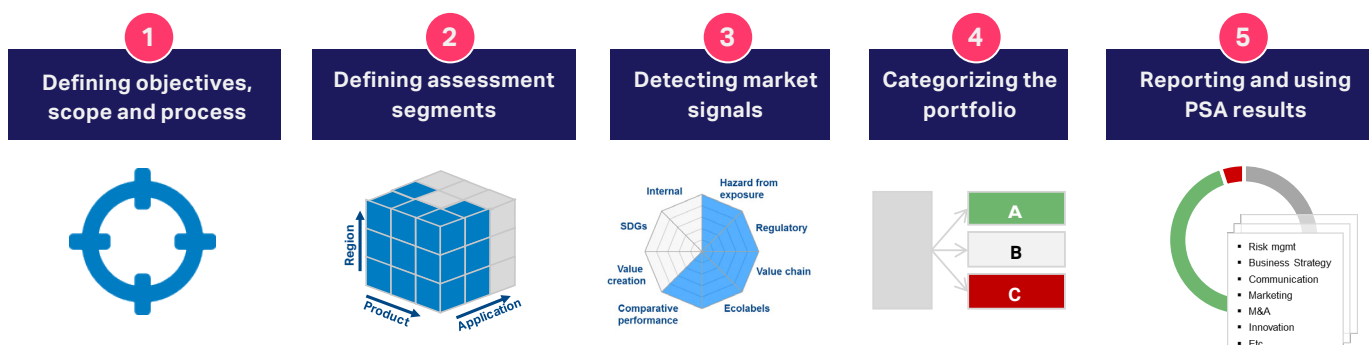 1
Defining objectives,
scope and process
2
Defining assessment
segments
3
Detecting market
signals
4
Categorizing the
portfolio
5
Reporting and using
PSA results
Region
Product
Application
Internal
Hazard from
exposure
SDGs
Regulatory
Value
creation
Value chain
Comparative
performance
Ecolabels
A
B
C
▪ Risk mgmt
▪ Business Strategy
▪ Communication
▪ Marketing
▪ M&A
▪ Innovation
▪ Etc